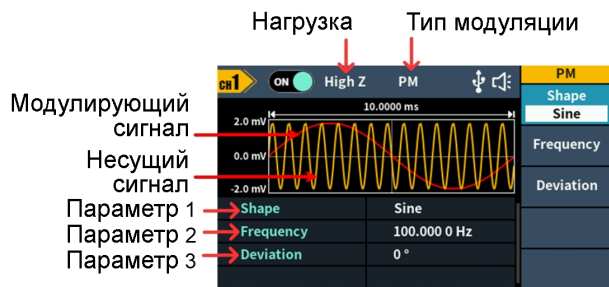 Нагрузка Тип модуляции
CH1 ON High Z PM PM
Shape
Sine
10.0000 ms
Модулирующий
сигнал
2.0 mV
Frequency
0.0 mV
Несущий
сигнал
Deviation
-2.0 mV
Параметр 1 Shape Sine
Параметр 2 Frequency 100.000 0 Hz
Параметр 3 Deviation 0 °